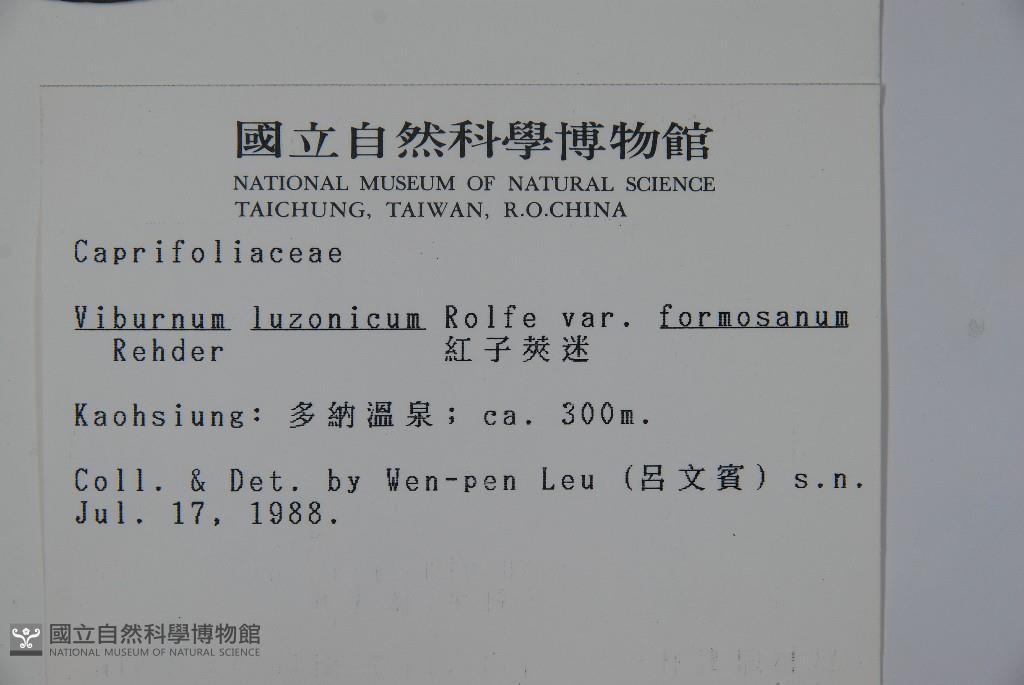 國立自然科學博物館
NATIONAL MUSEUM OF NATURAL SCIENCE
TAICHUNG, TAIWAN, R.O.CHINA
Caprifoliaceae
Viburnum luzonicum Rolfe var. formosanum
Rehder 紅子莢迷
Kaohsiung: 多納溫泉; ca. 300m.
Coll. & Det. by Wen-pen Leu (呂文賓) s.n.
Jul. 17, 1988.
國立自然科學博物館
NATIONAL MUSEUM OF NATURAL SCIENCE